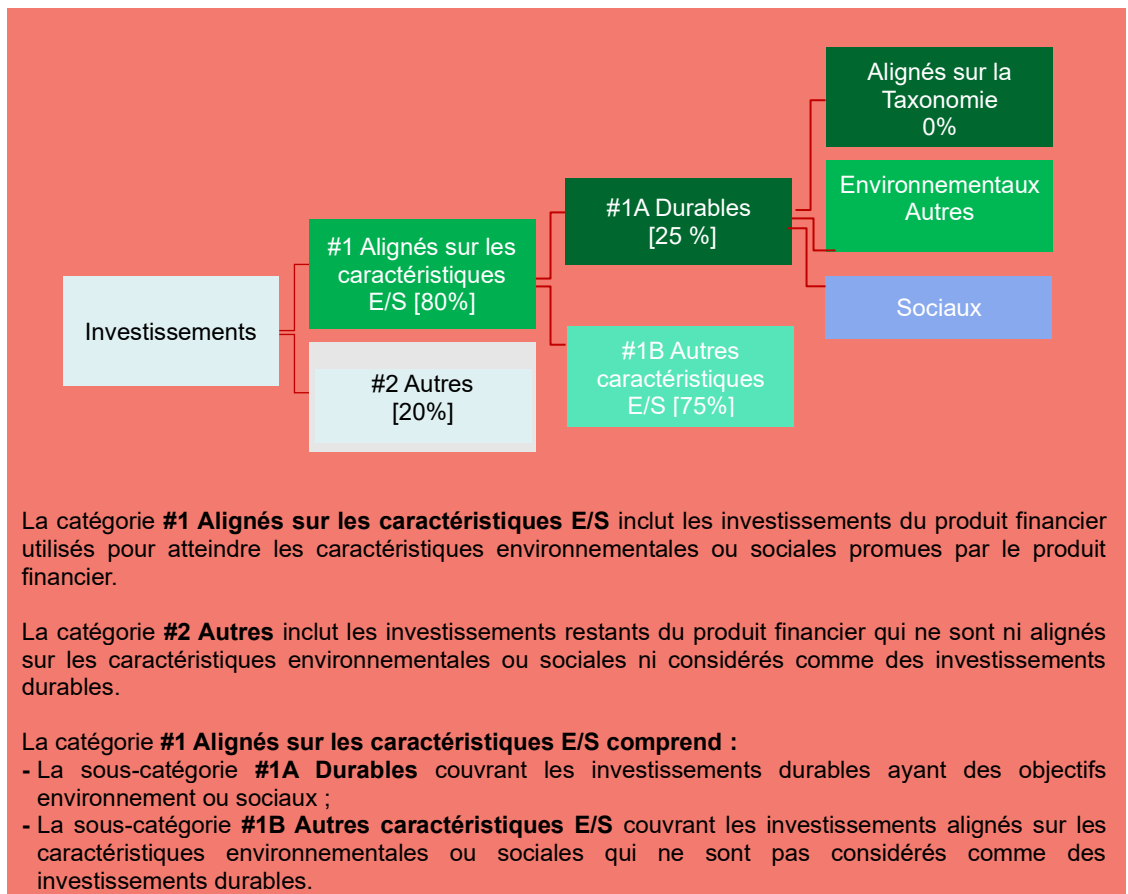 Alignés sur la
Taxonomie
0%
Environnementaux
Autres
#1A Durables
[25 %]
#1 Alignés sur les
caractéristiques
E/S [80%]
Sociaux
Investissements
#1B Autres
caractéristiques
E/S [75%]
#2 Autres
[20%]
La catégorie #1 Alignés sur les caractéristiques E/S inclut les investissements du produit financier
utilisés pour atteindre les caractéristiques environnementales ou sociales promues par le produit
financier.
La catégorie #2 Autres inclut les investissements restants du produit financier qui ne sont ni alignés
sur les caractéristiques environnementales ou sociales ni considérés comme des investissements
durables.
La catégorie #1 Alignés sur les caractéristiques E/S comprend :
- La sous-catégorie #1A Durables couvrant les investissements durables ayant des objectifs
environnement ou sociaux ;
- La sous-catégorie #1B Autres caractéristiques E/S couvrant les investissements alignés sur les
caractéristiques environnementales ou sociales qui ne sont pas considérés comme des
investissements durables.